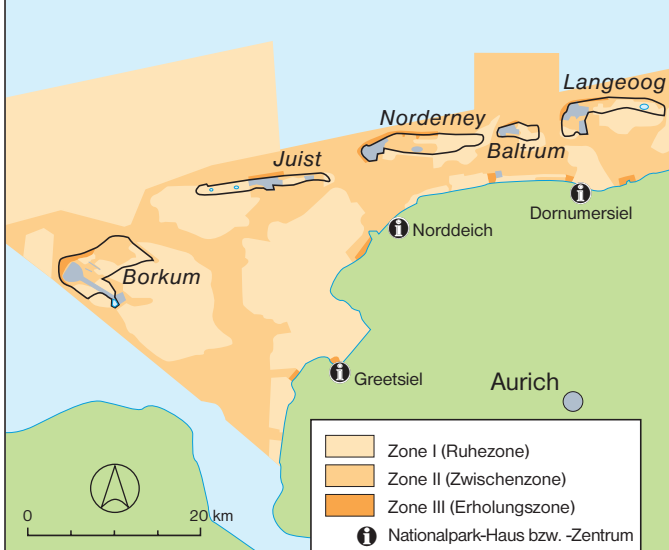 Langeoog
Norderney
Baltrum
Juist
Dornumersiel
Norddeich
Borkum
Greetsiel
Aurich
Zone I (Ruhezone)
Zone II (Zwischenzone)
Zone III (Erholungszone)
Nationalpark-Haus bzw. -Zentrum
0 20 km